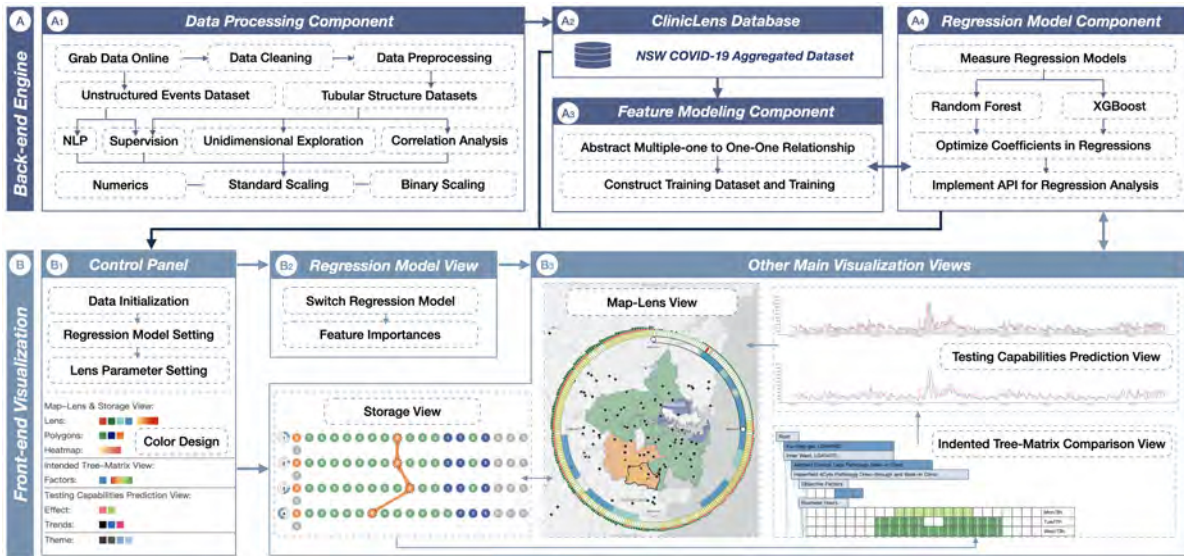 A
Back-end Engine
A1
Data Processing Component
Grab Data Online
Data Cleaning
Data Preprocessing
Unstructured Events Dataset
Tubular Structure Datasets
NLP
Supervision
Unidimensional Exploration
Correlation Analysis
Numerics
Standard Scaling
Binary Scaling
A2
ClinicLens Database
NSW COVID-19 Aggregated Dataset
A3
Feature Modeling Component
Abstract Multiple-one to One-One Relationship
Construct Training Dataset and Training
A4
Regression Model Component
Measure Regression Models
Random Forest
XGBoost
Optimize Coefficients in Regressions
Implement API for Regression Analysis
B
Front-end Visualization
B1
Control Panel
Data Initialization
Regression Model Setting
Lens Parameter Setting
Map-Lens & Storage View:
Lens:
Polygons:
Color Design
Heatmap:
Intended Tree-Matrix View:
Factors:
Testing Capabilities Prediction View:
Effect:
Trends:
Theme:
B2
Regression Model View
Switch Regression Model
Feature Importances
Storage View
B3
Other Main Visualization Views
Map-Lens View
Testing Capabilities Prediction View
Indented Tree-Matrix Comparison View
Root
Objective Factors
Business Hours